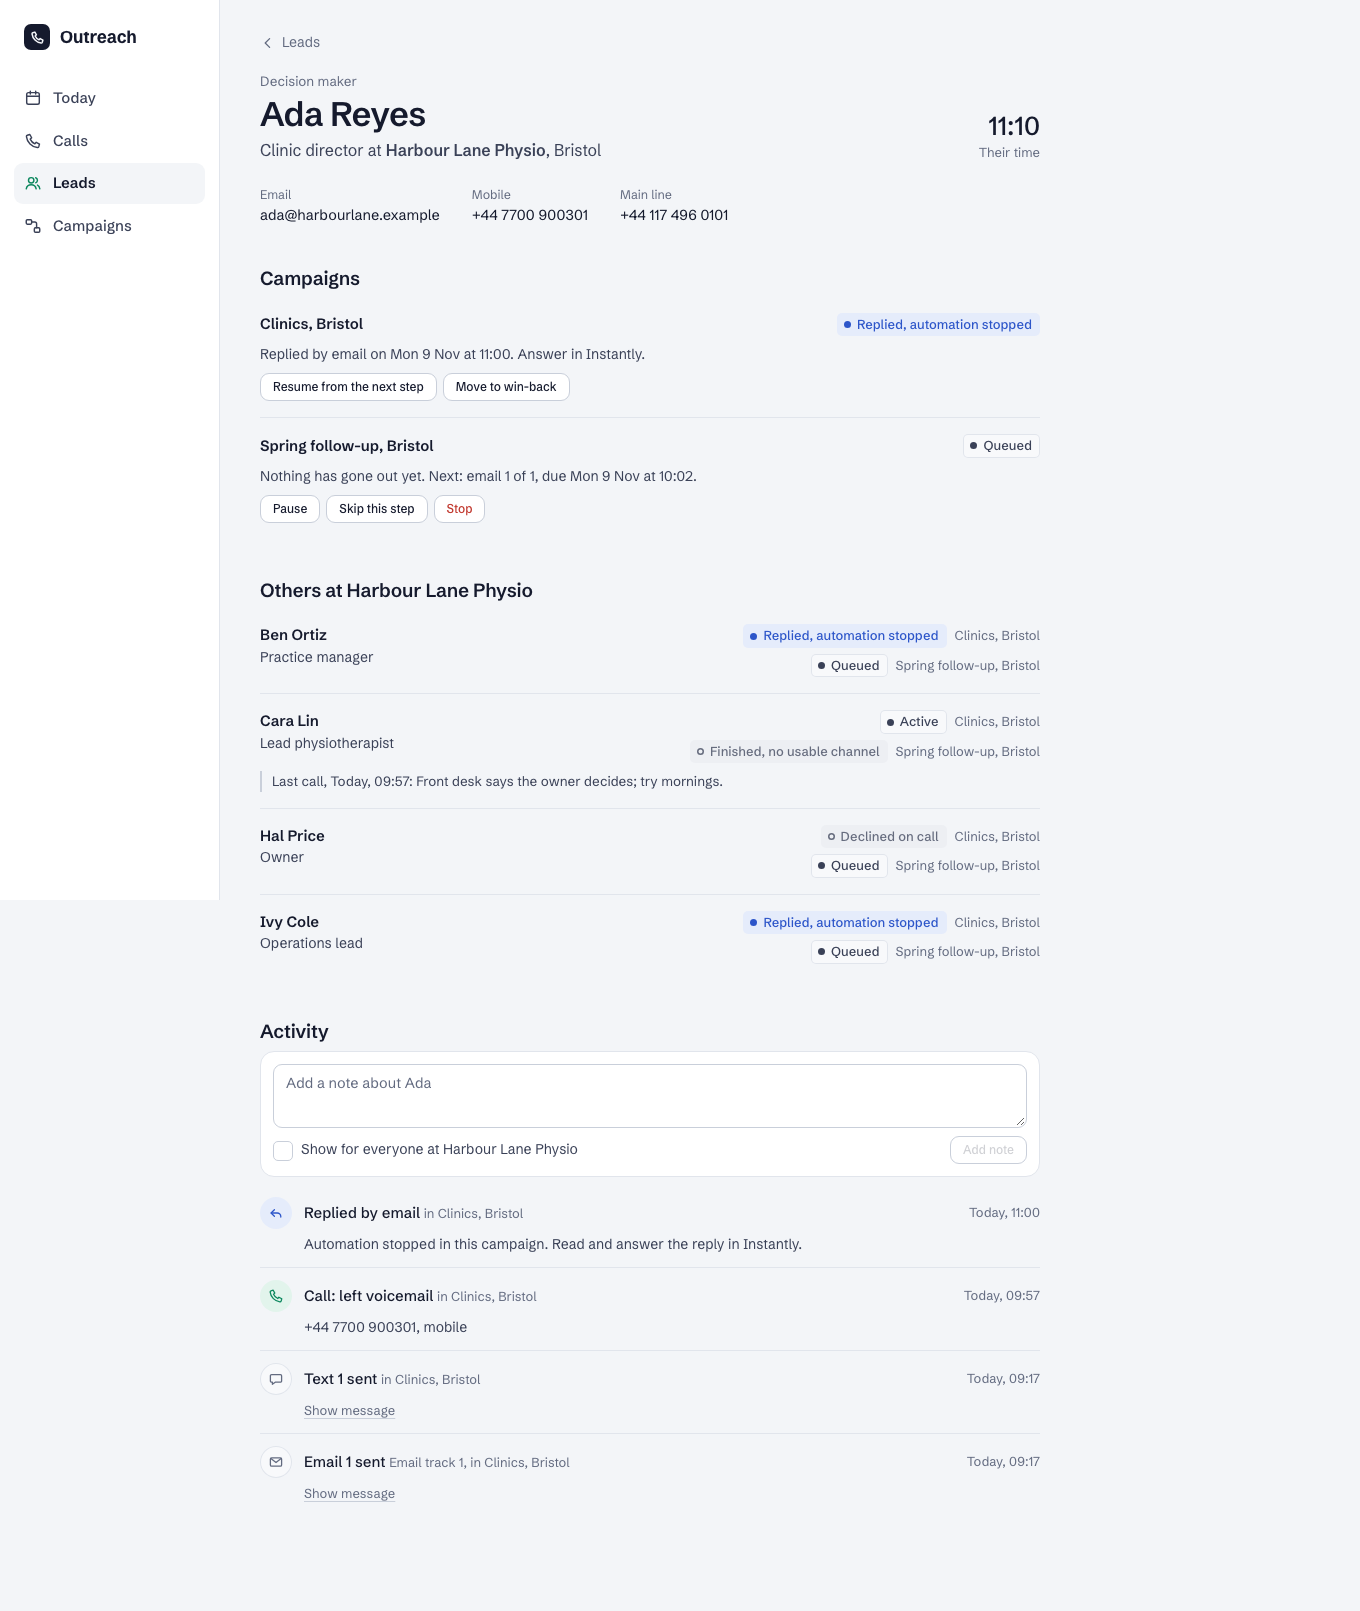 Outreach
Today
Calls
Leads
Campaigns
Leads
Decision maker
Ada Reyes
Clinic director at Harbour Lane Physio, Bristol
11:10
Their time
Email
ada@harbourlane.example
Mobile
+44 7700 900301
Main line
+44 117 496 0101
Campaigns
Clinics, Bristol
Replied, automation stopped
Replied by email on Mon 9 Nov at 11:00. Answer in Instantly.
Resume from the next step
Move to win-back
Spring follow-up, Bristol
Queued
Nothing has gone out yet. Next: email 1 of 1, due Mon 9 Nov at 10:02.
Pause
Skip this step
Stop
Others at Harbour Lane Physio
Ben Ortiz
Practice manager
Replied, automation stopped Clinics, Bristol
Queued Spring follow-up, Bristol
Cara Lin
Lead physiotherapist
Active Clinics, Bristol
Finished, no usable channel Spring follow-up, Bristol
Last call, Today, 09:57: Front desk says the owner decides; try mornings.
Hal Price
Owner
Declined on call Clinics, Bristol
Queued Spring follow-up, Bristol
Ivy Cole
Operations lead
Replied, automation stopped Clinics, Bristol
Queued Spring follow-up, Bristol
Activity
Add a note about Ada
Show for everyone at Harbour Lane Physio
Add note
Replied by email in Clinics, Bristol
Today, 11:00
Automation stopped in this campaign. Read and answer the reply in Instantly.
Call: left voicemail in Clinics, Bristol
Today, 09:57
+44 7700 900301, mobile
Text 1 sent in Clinics, Bristol
Today, 09:17
Show message
Email 1 sent Email track 1, in Clinics, Bristol
Today, 09:17
Show message